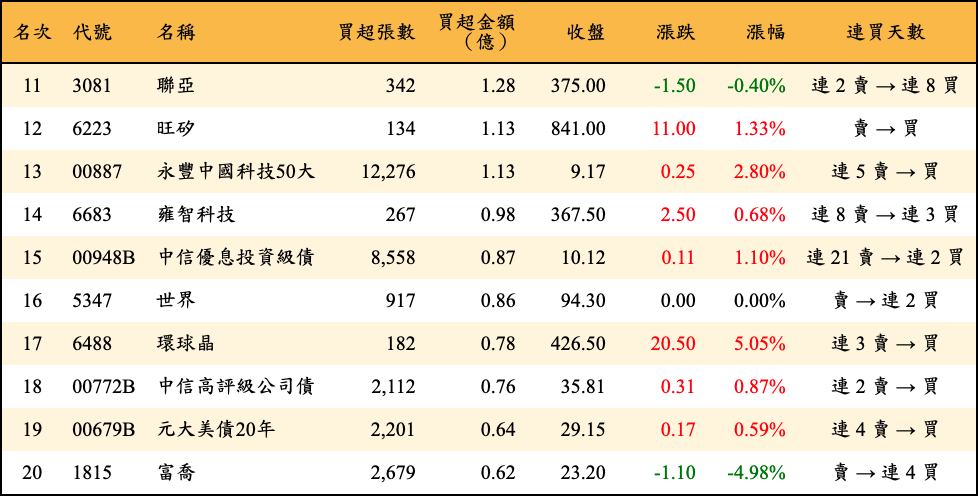 名次 代號 名稱 買超張數 買超金額（億） 收盤 漲跌 漲幅 連買天數
11 3081 聯亞 342 1.28 375.00 -1.50 -0.40% 連 2 賣 → 連 8 買
12 6223 旺矽 134 1.13 841.00 11.00 1.33% 賣 → 買
13 00887 永豐中國科技50大 12,276 1.13 9.17 0.25 2.80% 連 5 賣 → 買
14 6683 雍智科技 267 0.98 367.50 2.50 0.68% 連 8 賣 → 連 3 買
15 00948B 中信優息投資級債 8,558 0.87 10.12 0.11 1.10% 連 21 賣 → 連 2 買
16 5347 世界 917 0.86 94.30 0.00 0.00% 賣 → 連 2 買
17 6488 環球晶 182 0.78 426.50 20.50 5.05% 連 3 賣 → 買
18 00772B 中信高評級公司債 2,112 0.76 35.81 0.31 0.87% 連 2 賣 → 買
19 00679B 元大美債20年 2,201 0.64 29.15 0.17 0.59% 連 4 賣 → 買
20 1815 富喬 2,679 0.62 23.20 -1.10 -4.98% 賣 → 連 4 買